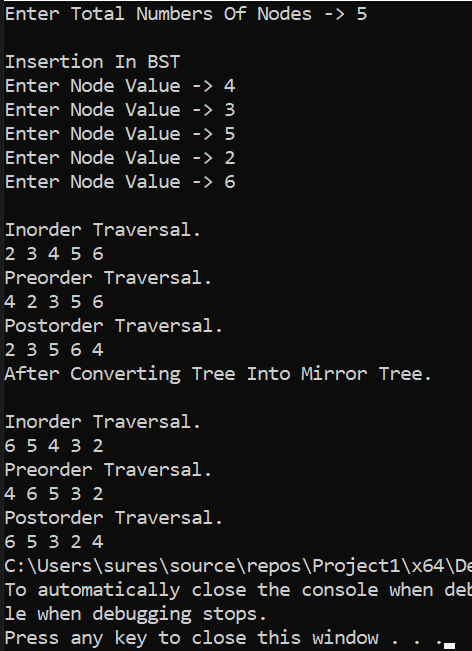 Enter Total Numbers Of Nodes -> 5
Insertion In BST
Enter Node Value -> 4
Enter Node Value -> 3
Enter Node Value -> 5
Enter Node Value -> 2
Enter Node Value -> 6
Inorder Traversal.
2 3 4 5 6
Preorder Traversal.
4 2 3 5 6
Postorder Traversal.
2 3 5 6 4
After Converting Tree Into Mirror Tree.
Inorder Traversal.
6 5 4 3 2
Preorder Traversal.
4 6 5 3 2
Postorder Traversal.
6 5 3 2 4
C:\Users\sures\source\repos\Project1\x64\De
To automatically close the console when deb
le when debugging stops.
Press any key to close this window . . .